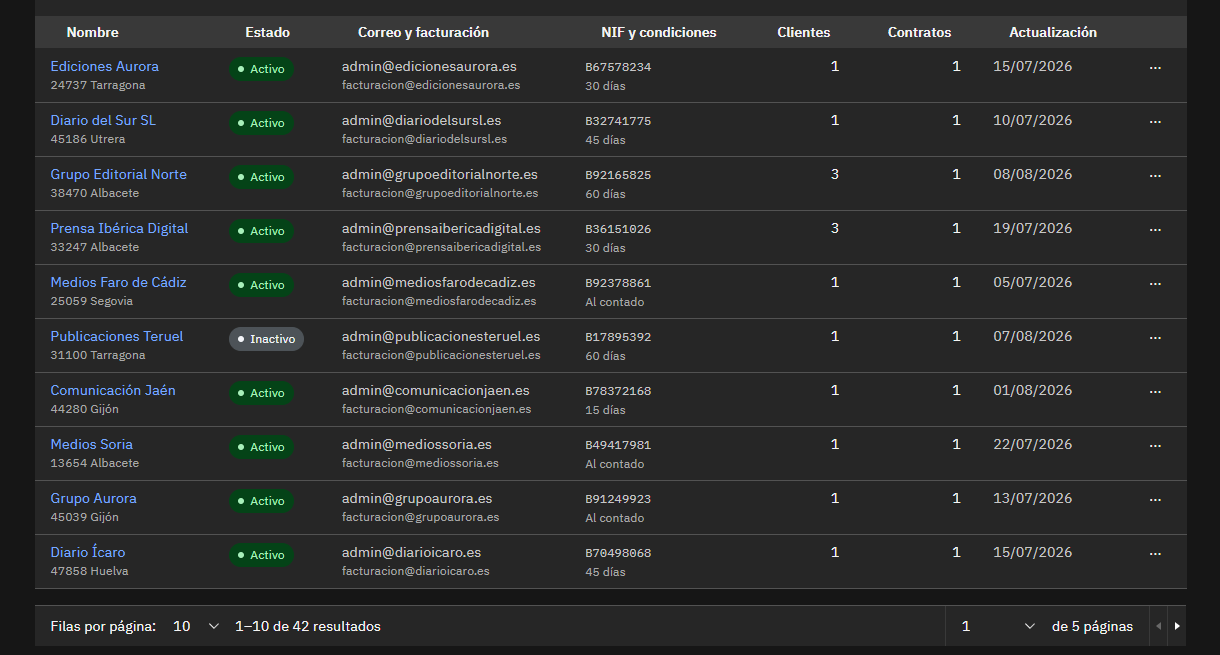 Nombre Estado Correo y facturación NIF y condiciones Clientes Contratos Actualización
Ediciones Aurora Activo admin@edicionesaurora.es B67578234 1 1 15/07/2026 ...
24737 Tarragona facturacion@edicionesaurora.es 30 días
Diario del Sur SL Activo admin@diariodelsursl.es B32741775 1 1 10/07/2026 ...
45186 Utrera facturacion@diariodelsursl.es 45 días
Grupo Editorial Norte Activo admin@grupoeditorialnorte.es B92165825 3 1 08/08/2026 ...
38470 Albacete facturacion@grupoeditorialnorte.es 60 días
Prensa Ibérica Digital Activo admin@prensaibericadigital.es B36151026 3 1 19/07/2026 ...
33247 Albacete facturacion@prensaibericadigital.es 30 días
Medios Faro de Cádiz Activo admin@mediosfarodecadiz.es B92378861 1 1 05/07/2026 ...
25059 Segovia facturacion@mediosfarodecadiz.es Al contado
Publicaciones Teruel Inactivo admin@publicacionesteruel.es B17895392 1 1 07/08/2026 ...
31100 Tarragona facturacion@publicacionesteruel.es 60 días
Comunicación Jaén Activo admin@comunicacionjaen.es B78372168 1 1 01/08/2026 ...
44280 Gijón facturacion@comunicacionjaen.es 15 días
Medios Soria Activo admin@mediossoria.es B49417981 1 1 22/07/2026 ...
13654 Albacete facturacion@mediossoria.es Al contado
Grupo Aurora Activo admin@grupoaurora.es B91249923 1 1 13/07/2026 ...
45039 Gijón facturacion@grupoaurora.es Al contado
Diario Ícaro Activo admin@diarioicaro.es B70498068 1 1 15/07/2026 ...
47858 Huelva facturacion@diarioicaro.es 45 días
Filas por página: 10 1–10 de 42 resultados 1 de 5 páginas